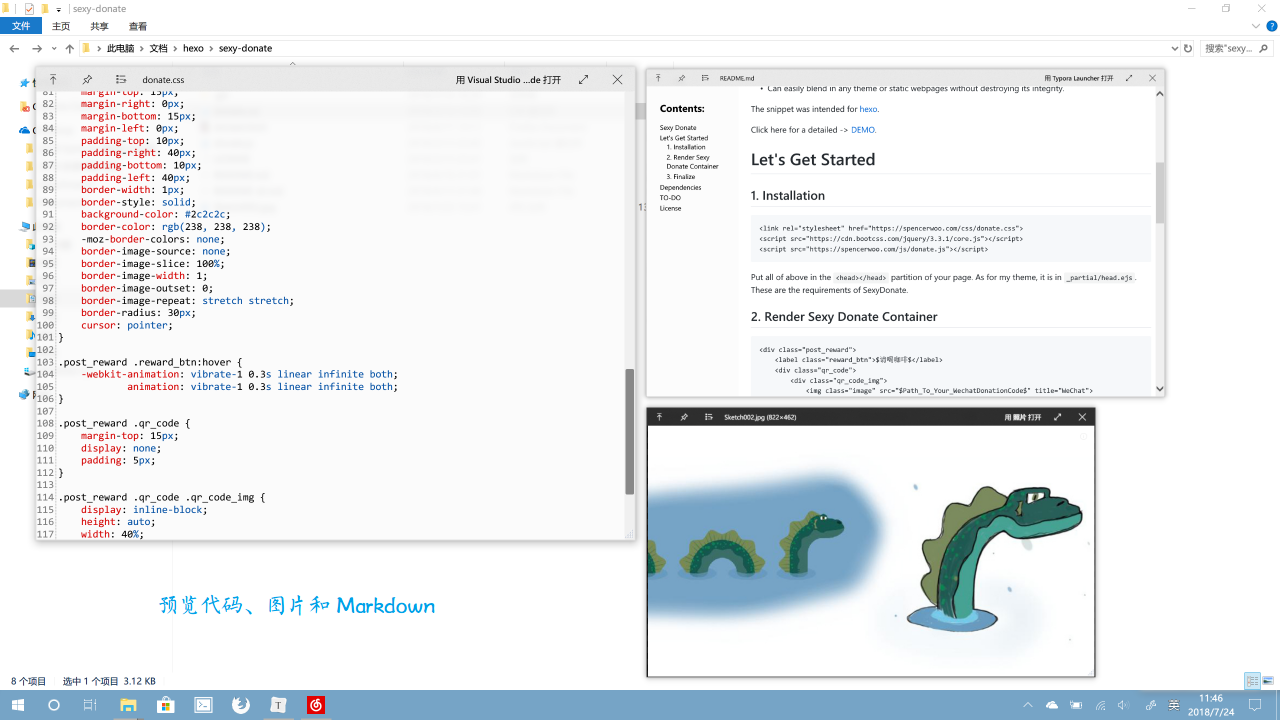 sexy-donate
文件 主页 共享 查看
此电脑 文档 hexo sexy-donate
搜索"sexy...
donate.css
用 Visual Studio ...de 打开
81 margin-top: 15px;
82 margin-right: 0px;
83 margin-bottom: 15px;
84 margin-left: 0px;
85 padding-top: 10px;
86 padding-right: 40px;
87 padding-bottom: 10px;
88 padding-left: 40px;
89 border-width: 1px;
90 border-style: solid;
91 background-color: #2c2c2c;
92 border-color: rgb(238, 238, 238);
93 -moz-border-colors: none;
94 border-image-source: none;
95 border-image-slice: 100%;
96 border-image-width: 1;
97 border-image-outset: 0;
98 border-image-repeat: stretch stretch;
99 border-radius: 30px;
100 cursor: pointer;
101 }
102
103 .post_reward .reward_btn:hover {
104 -webkit-animation: vibrate-1 0.3s linear infinite both;
105 animation: vibrate-1 0.3s linear infinite both;
106 }
107
108 .post_reward .qr_code {
109 margin-top: 15px;
110 display: none;
111 padding: 5px;
112 }
113
114 .post_reward .qr_code .qr_code_img {
115 display: inline-block;
116 height: auto;
117 width: 40%;
README.md
用 Typora Launcher 打开
Contents:
Sexy Donate
Let's Get Started
1. Installation
2. Render Sexy
Donate Container
3. Finalize
Dependencies
TO-DO
License
• Can easily blend in any theme or static webpages without destroying its integrity.
The snippet was intended for hexo.
Click here for a detailed -> DEMO.
Let's Get Started
1. Installation
<link rel="stylesheet" href="https://spencerwoo.com/css/donate.css">
<script src="https://cdn.bootcss.com/jquery/3.3.1/core.js"></script>
<script src="https://spencerwoo.com/js/donate.js"></script>
Put all of above in the <head></head> partition of your page. As for my theme, it is in _partial/head.ejs.
These are the requirements of SexyDonate.
2. Render Sexy Donate Container
<div class="post_reward">
<label class="reward_btn">$请喝咖啡$</label>
<div class="qr_code">
<div class="qr_code_img">
<img class="image" src="$Path_To_Your_WechatDonationCode$" title="WeChat">
Sketch002.jpg (822×462)
用 照片 打开
预览代码、图片和 Markdown
8 个项目 选中 1 个项目 3.12 KB
英
11:46
2018/7/24